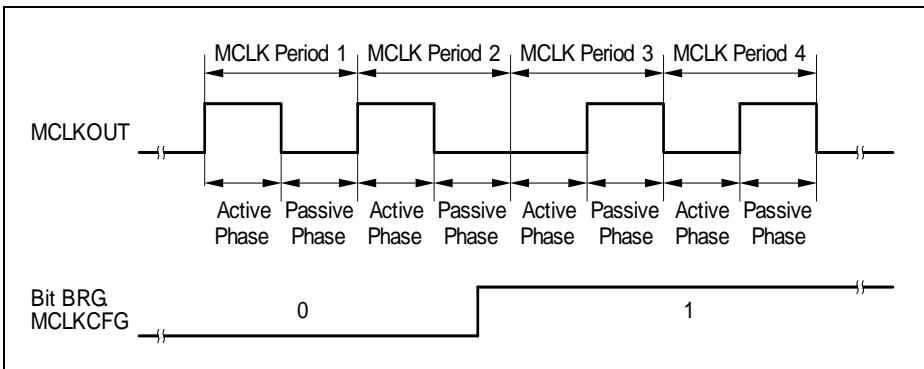 MCLK Period 1 MCLK Period 2 MCLK Period 3 MCLK Period 4
MCLKOUT
Active Passive Active Passive Active Passive Active Passive
Phase Phase Phase Phase Phase Phase Phase Phase
Bit BRG.
MCLKCFG
0 1